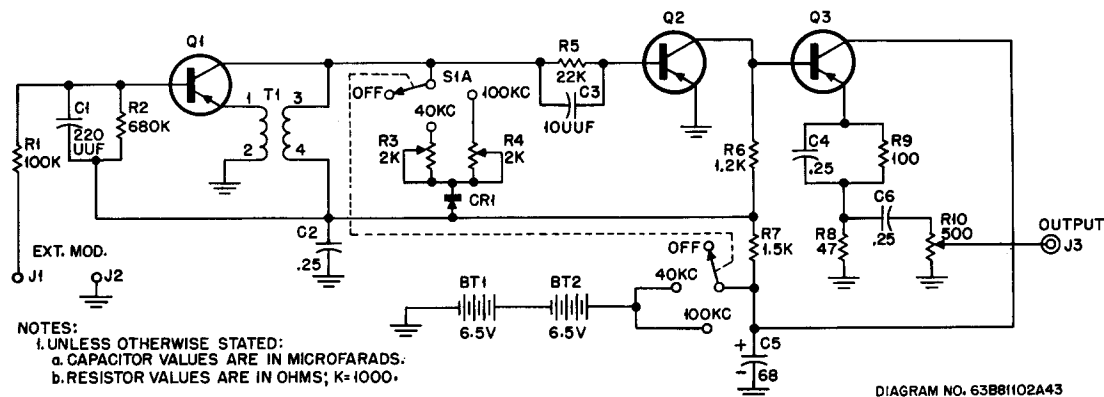 Q1
Q2
Q3
C1
220
UUF
R2
680K
R1
100K
1
T1
3
2
4
OFF
S1A
40KC
100KC
R3
2K
R4
2K
CR1
R5
22K
C3
10UUF
R6
1.2K
C4
.25
R9
100
C6
.25
R8
47
R10
500
OUTPUT
J3
C2
.25
R7
1.5K
EXT. MOD.
J1
J2
OFF
40KC
100KC
BT1
6.5V
BT2
6.5V
+
C5
-
68
NOTES:
1. UNLESS OTHERWISE STATED:
a. CAPACITOR VALUES ARE IN MICROFARADS.
b. RESISTOR VALUES ARE IN OHMS; K=1000.
DIAGRAM NO. 63B81102A43